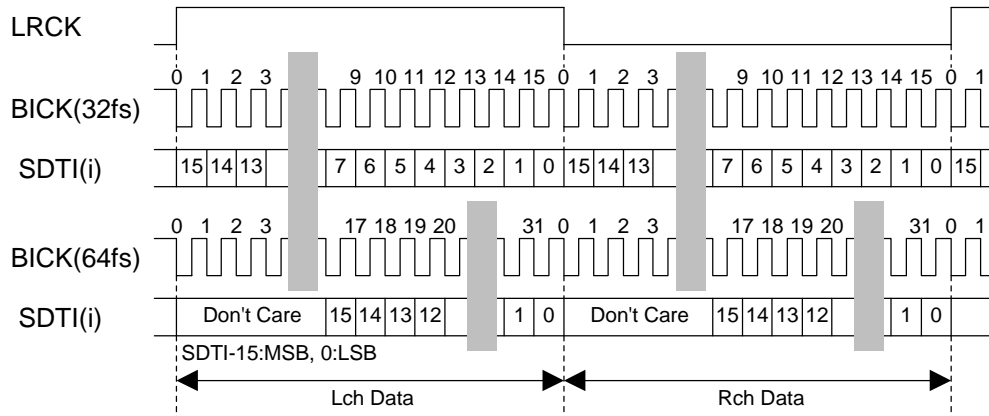 LRCK
0 1 2 3 9 10 11 12 13 14 15 0 1 2 3 9 10 11 12 13 14 15 0 1
BICK(32fs)
SDTI(i) 15 14 13 7 6 5 4 3 2 1 0 15 14 13 7 6 5 4 3 2 1 0 15
0 1 2 3 17 18 19 20 31 0 1 2 3 17 18 19 20 31 0 1
BICK(64fs)
SDTI(i) Don't Care 15 14 13 12 1 0 Don't Care 15 14 13 12 1 0
SDTI-15:MSB, 0:LSB
Lch Data Rch Data